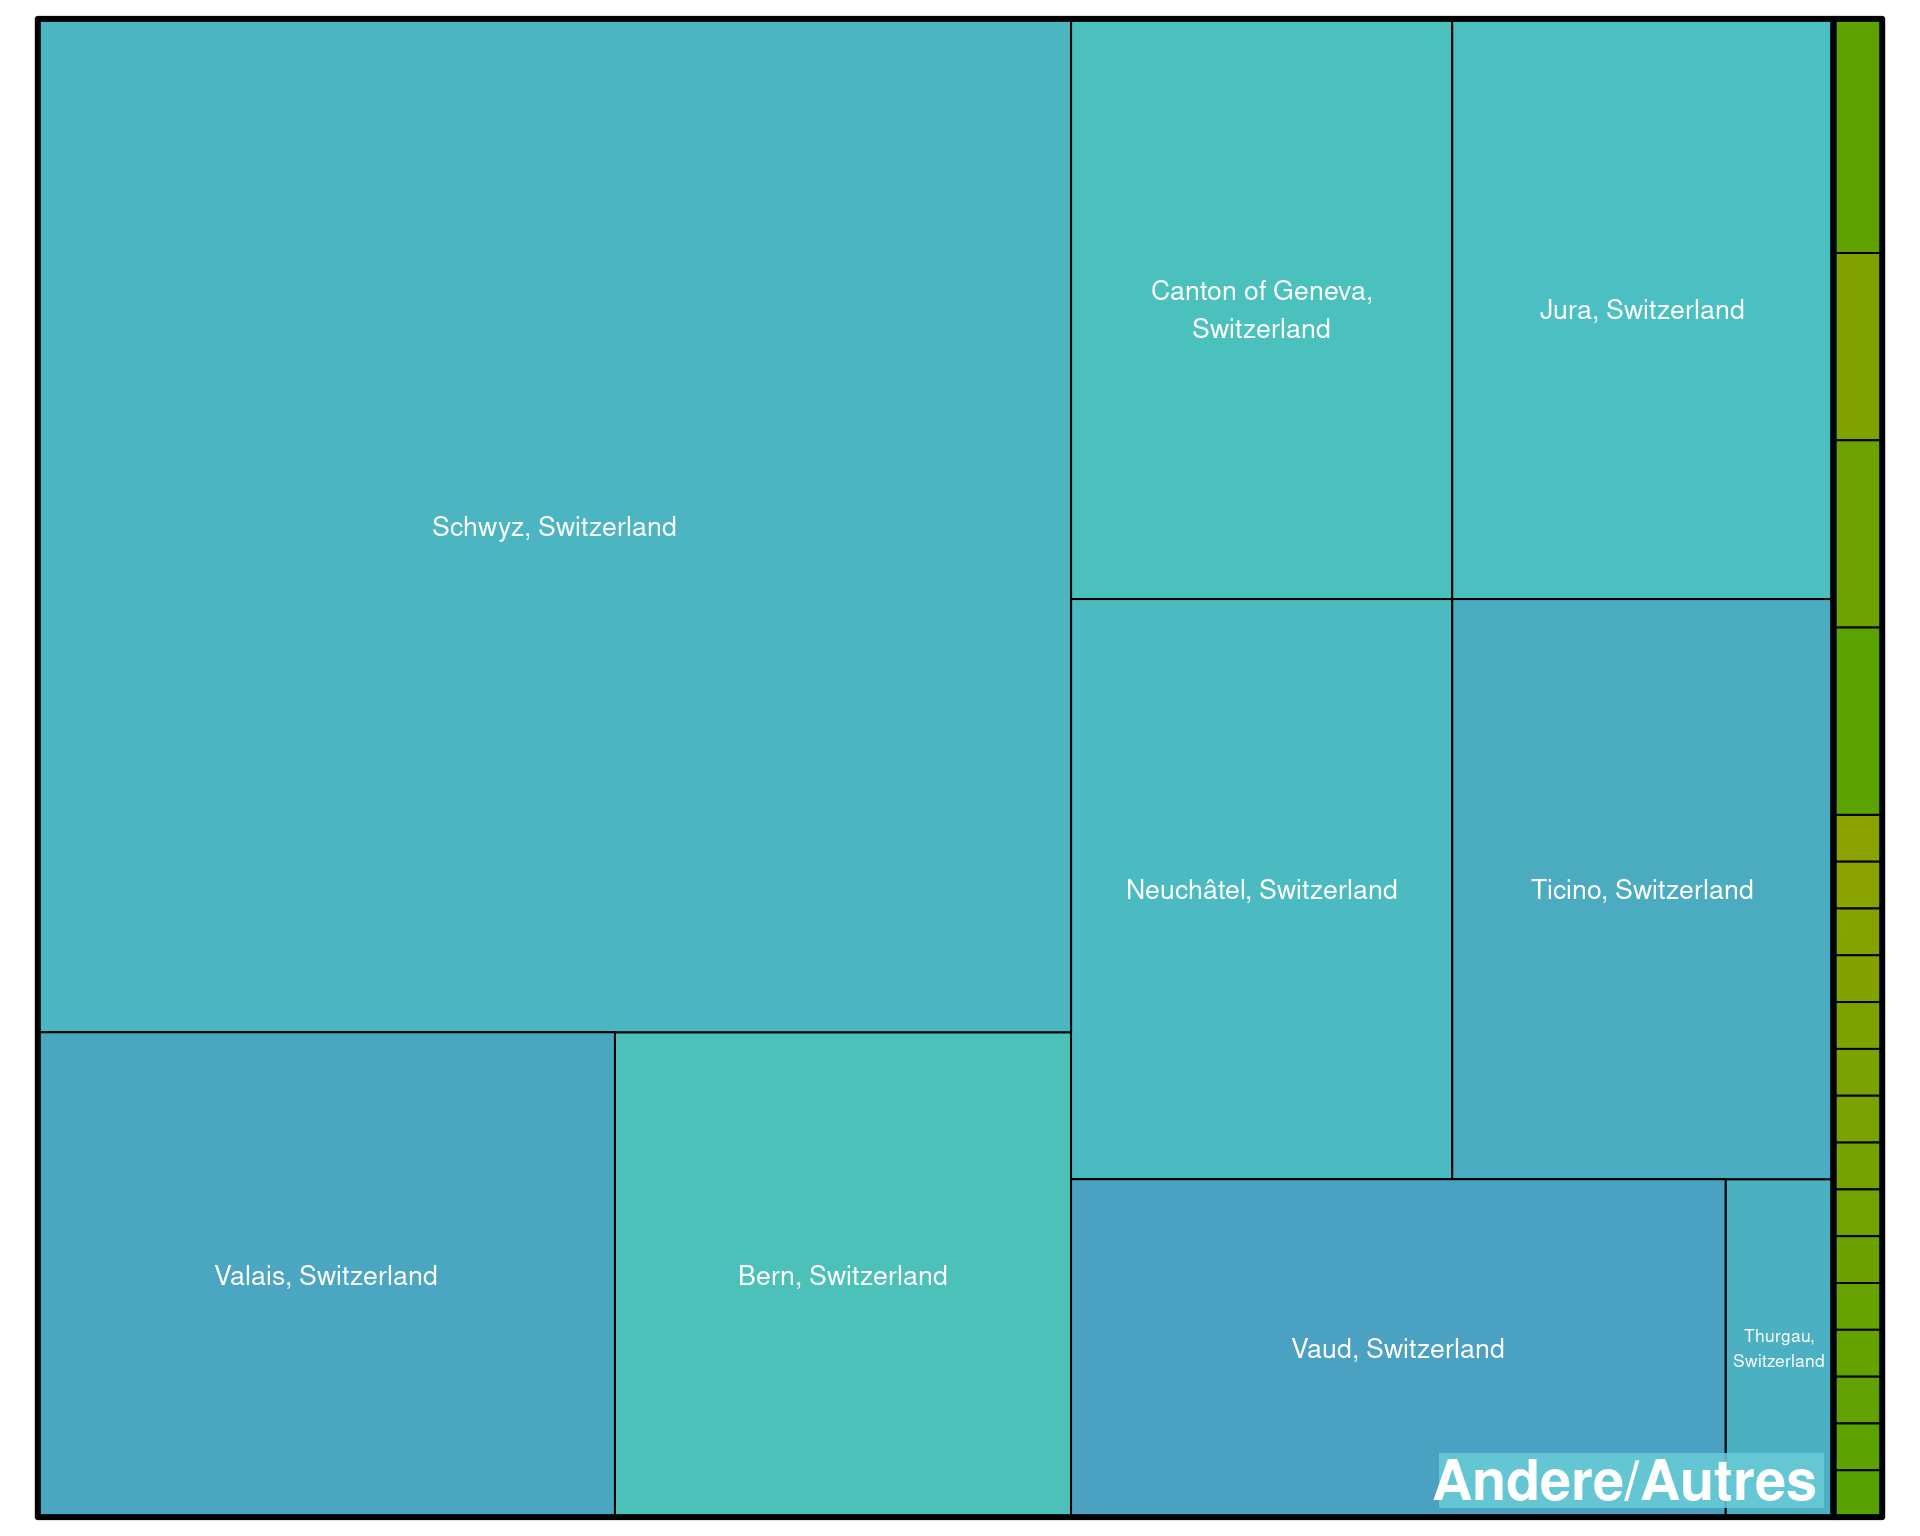 Canton of Geneva,
Switzerland
Jura, Switzerland
Schwyz, Switzerland
Neuchâtel, Switzerland
Ticino, Switzerland
Valais, Switzerland
Bern, Switzerland
Vaud, Switzerland
Thurgau,
Switzerland
Andere/Autres